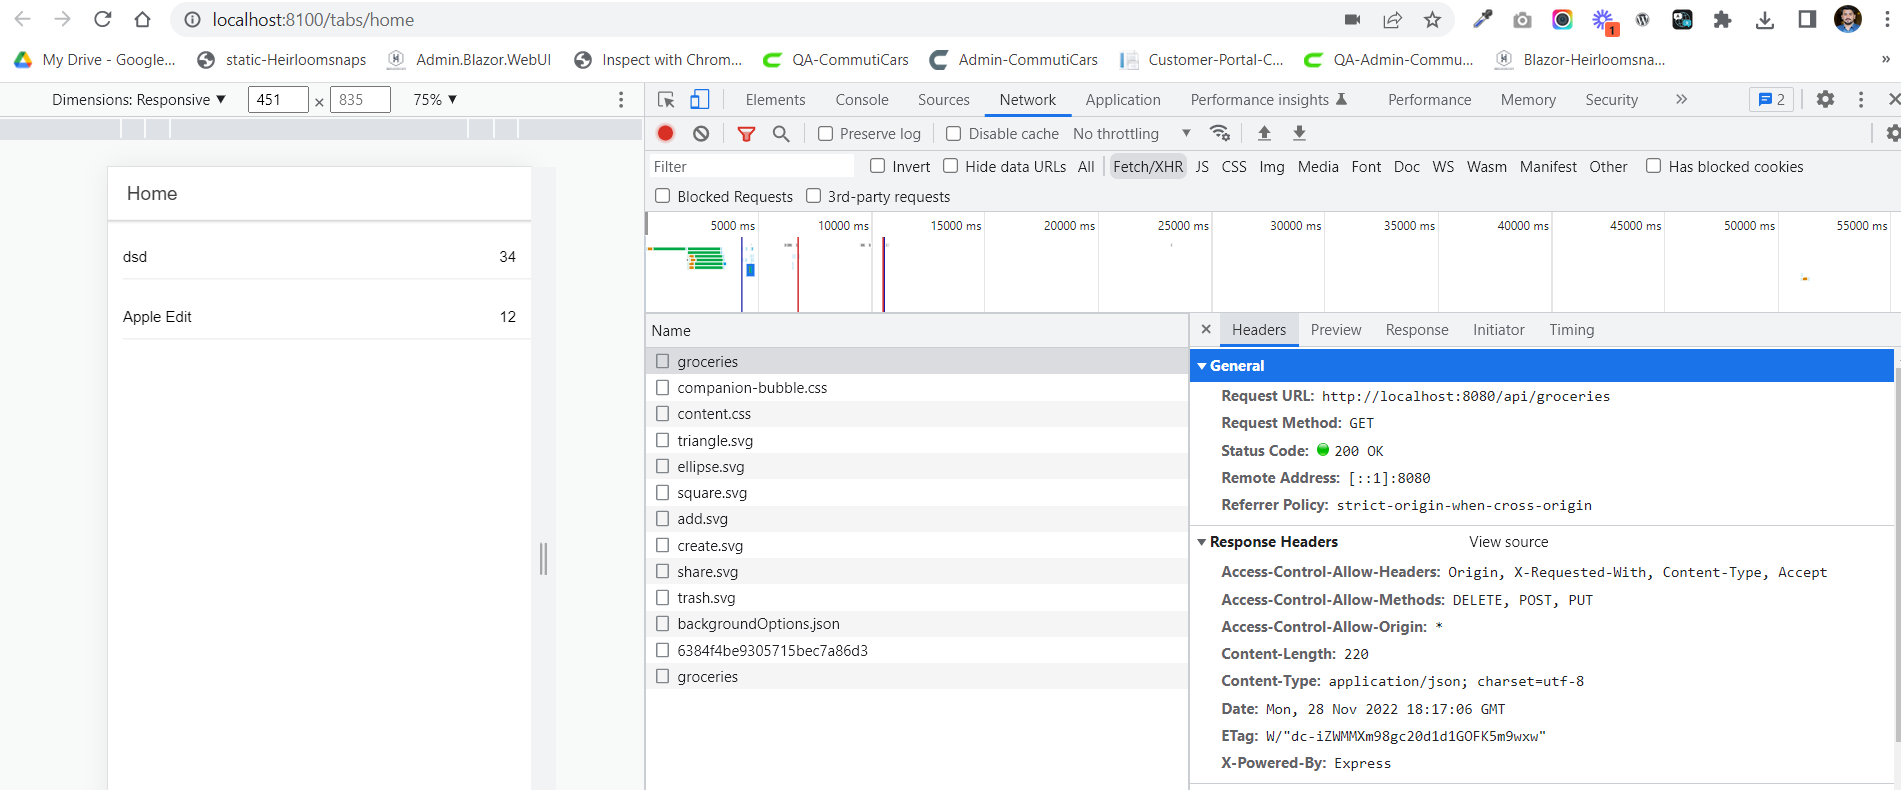 localhost:8100/tabs/home
1
My Drive - Google...
static-Heirloomsnaps
Admin.Blazor.WebUI
Inspect with Chrom...
QA-CommutiCars
Admin-CommutiCars
Customer-Portal-C...
QA-Admin-Commu...
Blazor-Heirloomsna...
»
Dimensions: Responsive ▼ 451 × 835 75% ▼
Elements Console Sources Network Application Performance insights Performance Memory Security » 2
Preserve log Disable cache No throttling ▼
Filter Invert Hide data URLs All Fetch/XHR JS CSS Img Media Font Doc WS Wasm Manifest Other Has blocked cookies
Blocked Requests 3rd-party requests
5000 ms 10000 ms 15000 ms 20000 ms 25000 ms 30000 ms 35000 ms 40000 ms 45000 ms 50000 ms 55000 ms
Home
dsd 34
Apple Edit 12
Name
groceries
companion-bubble.css
content.css
triangle.svg
ellipse.svg
square.svg
add.svg
create.svg
share.svg
trash.svg
backgroundOptions.json
6384f4be9305715bec7a86d3
groceries
× Headers Preview Response Initiator Timing
▼ General
Request URL: http://localhost:8080/api/groceries
Request Method: GET
Status Code: 200 OK
Remote Address: [::1]:8080
Referrer Policy: strict-origin-when-cross-origin
▼ Response Headers View source
Access-Control-Allow-Headers: Origin, X-Requested-With, Content-Type, Accept
Access-Control-Allow-Methods: DELETE, POST, PUT
Access-Control-Allow-Origin: *
Content-Length: 220
Content-Type: application/json; charset=utf-8
Date: Mon, 28 Nov 2022 18:17:06 GMT
ETag: W/"dc-iZWMMXm98gc20d1d1GOFK5m9wxw"
X-Powered-By: Express